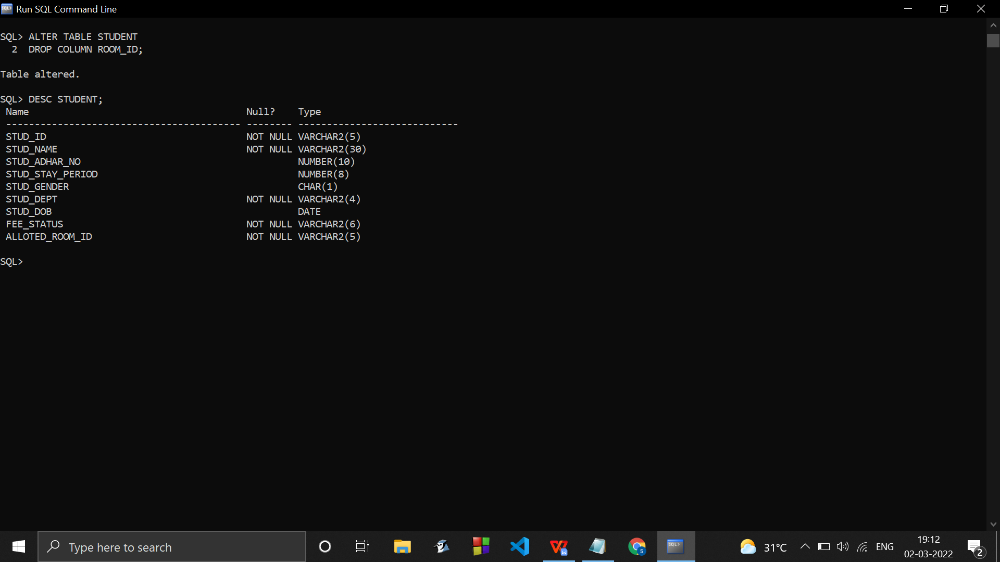 Run SQL Command Line
SQL> ALTER TABLE STUDENT
  2  DROP COLUMN ROOM_ID;
Table altered.
SQL> DESC STUDENT;
 Name                                      Null?    Type
 ----------------------------------------- -------- ----------------------------
 STUD_ID                                   NOT NULL VARCHAR2(5)
 STUD_NAME                                 NOT NULL VARCHAR2(30)
 STUD_ADHAR_NO                                      NUMBER(10)
 STUD_STAY_PERIOD                                   NUMBER(8)
 STUD_GENDER                                        CHAR(1)
 STUD_DEPT                                 NOT NULL VARCHAR2(4)
 STUD_DOB                                           DATE
 FEE_STATUS                                NOT NULL VARCHAR2(6)
 ALLOTED_ROOM_ID                           NOT NULL VARCHAR2(5)
SQL>
Type here to search
31°C
ENG
19:12
02-03-2022
2